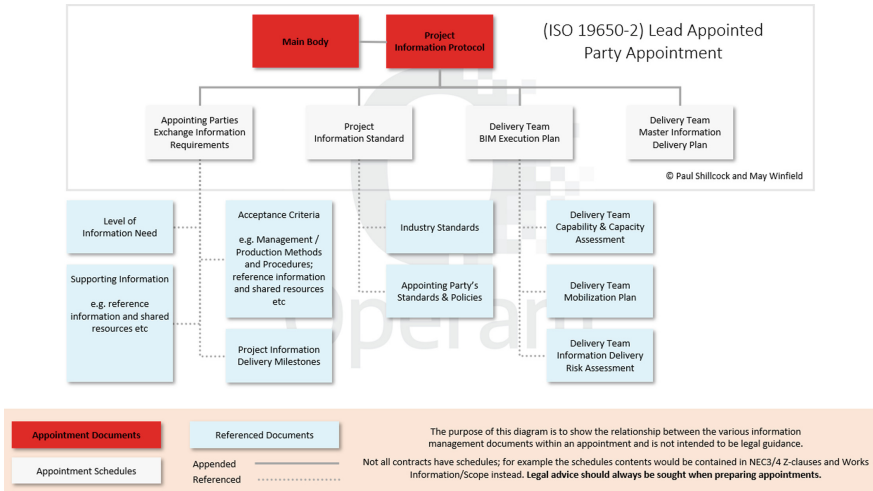 (ISO 19650-2) Lead Appointed
Party Appointment
Main Body
Project
Information Protocol
Appointing Parties
Exchange Information
Requirements
Project
Information Standard
Delivery Team
BIM Execution Plan
Delivery Team
Master Information
Delivery Plan
© Paul Shillcock and May Winfield
Level of
Information Need
Acceptance Criteria
e.g. Management /
Production Methods
and Procedures;
reference information
and shared resources
etc
Industry Standards
Delivery Team
Capability & Capacity
Assessment
Supporting Information
e.g. reference
information and shared
resources etc
Appointing Party's
Standards & Policies
Delivery Team
Mobilization Plan
Project Information
Delivery Milestones
Delivery Team
Information Delivery
Risk Assessment
Operam
Appointment Documents
Referenced Documents
Appointment Schedules
Appended
Referenced
The purpose of this diagram is to show the relationship between the various information
management documents within an appointment and is not intended to be legal guidance.
Not all contracts have schedules; for example the schedules contents would be contained in NEC3/4 Z-clauses and Works
Information/Scope instead. Legal advice should always be sought when preparing appointments.